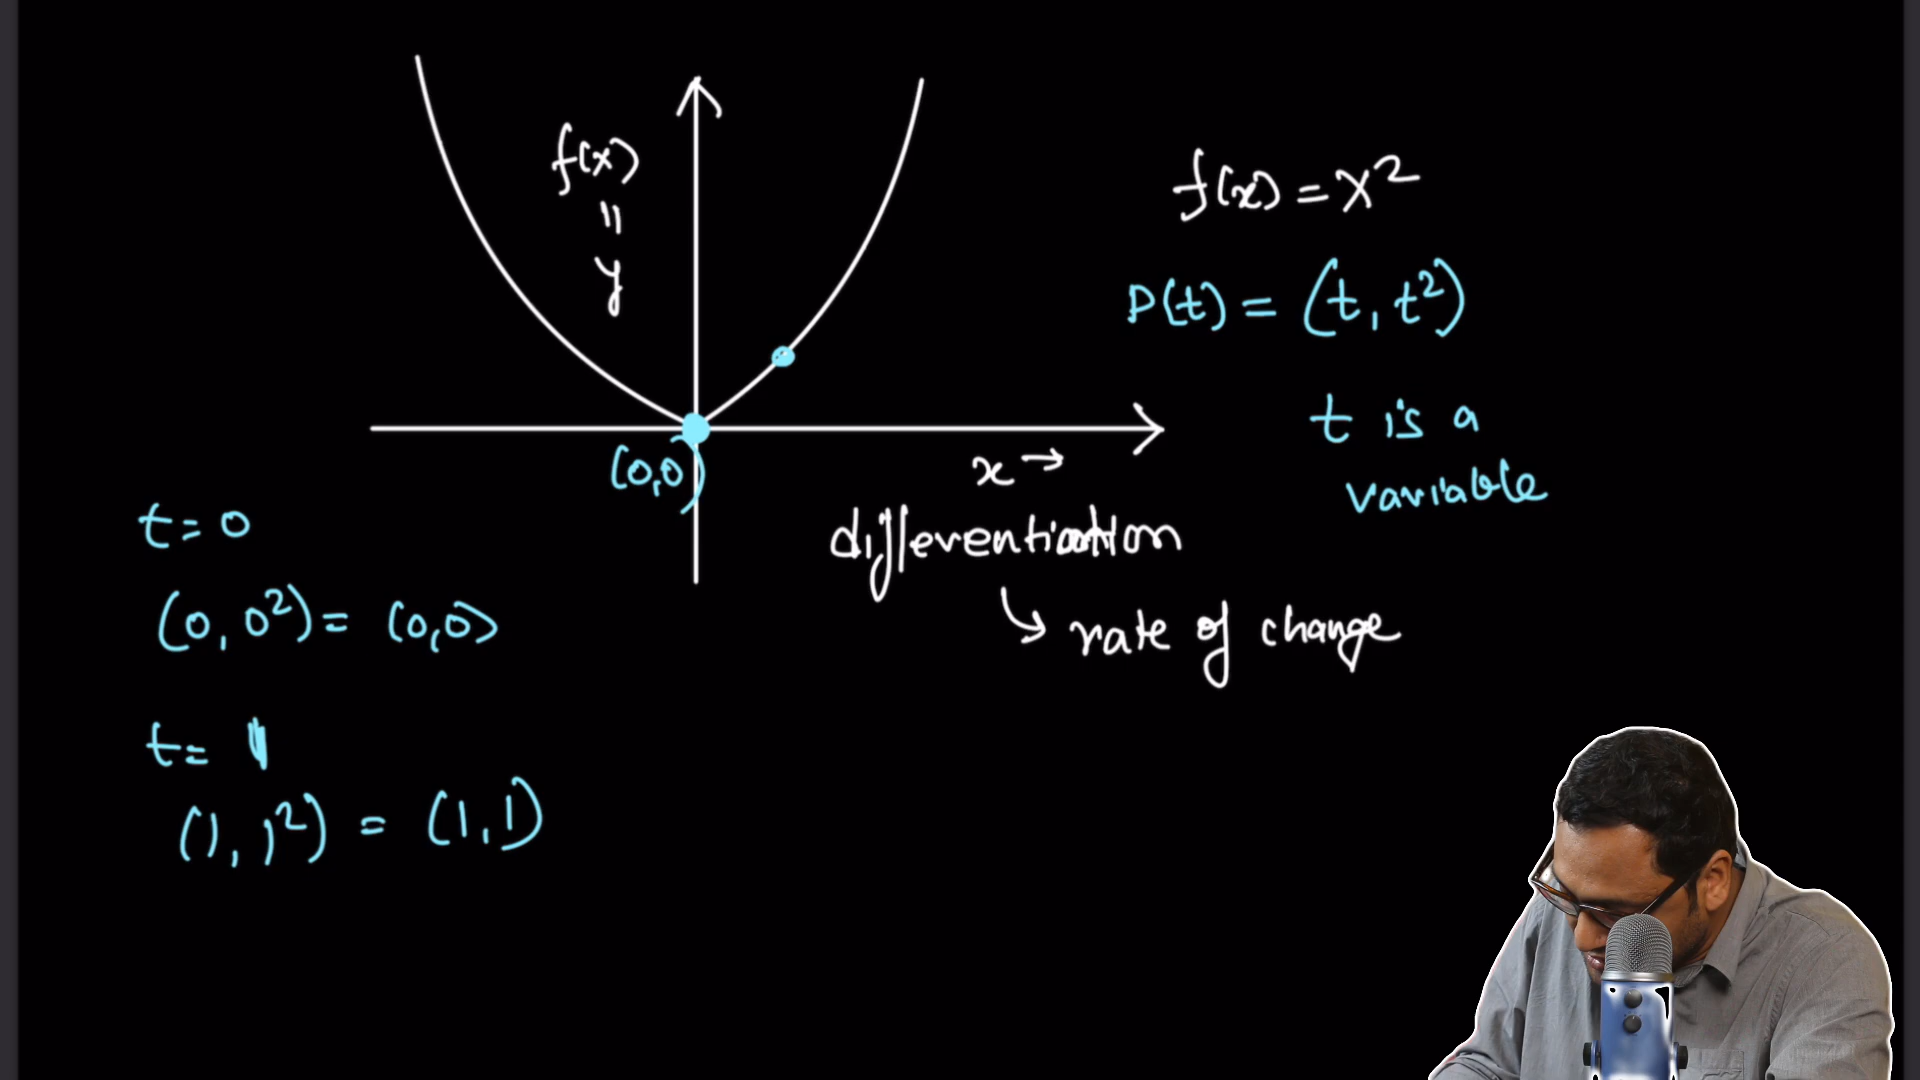 f(x)
=
y
(0,0)
x →
f(x) = x²
P(t) = (t, t²)
t is a
variable
differentiation
↳ rate of change
t = 0
(0, 0²) = (0,0)
t = 1
(1, 1²) = (1,1)